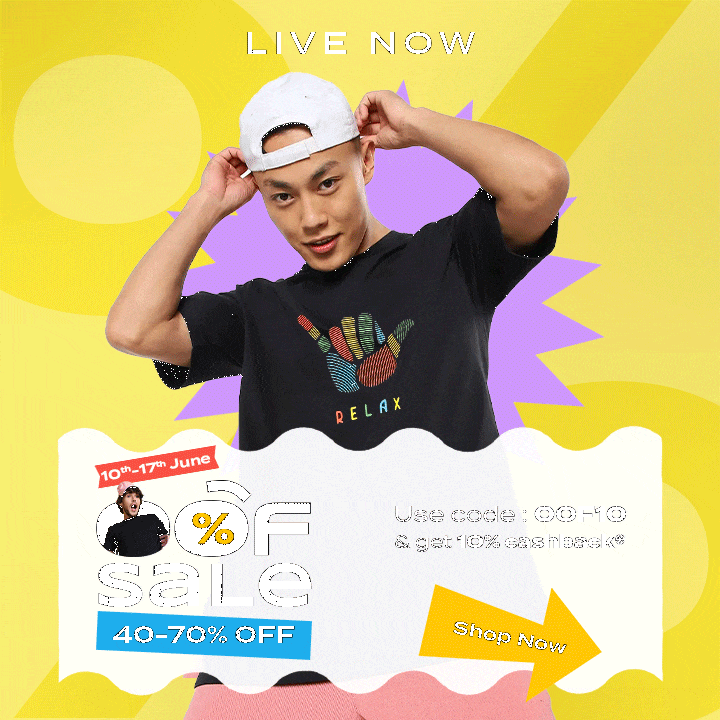 LIVE NOW
RELAX
10th-17th June
OOF
%
sale
40-70% OFF
Use code : OOF10
& get 10% cashback*
Shop Now